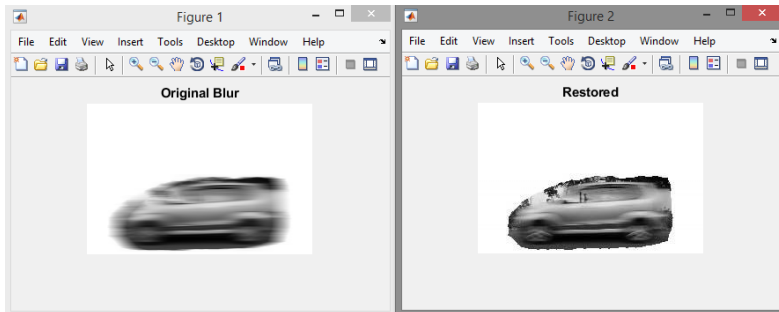 Figure 1
File Edit View Insert Tools Desktop Window Help
Original Blur
Figure 2
File Edit View Insert Tools Desktop Window Help
Restored